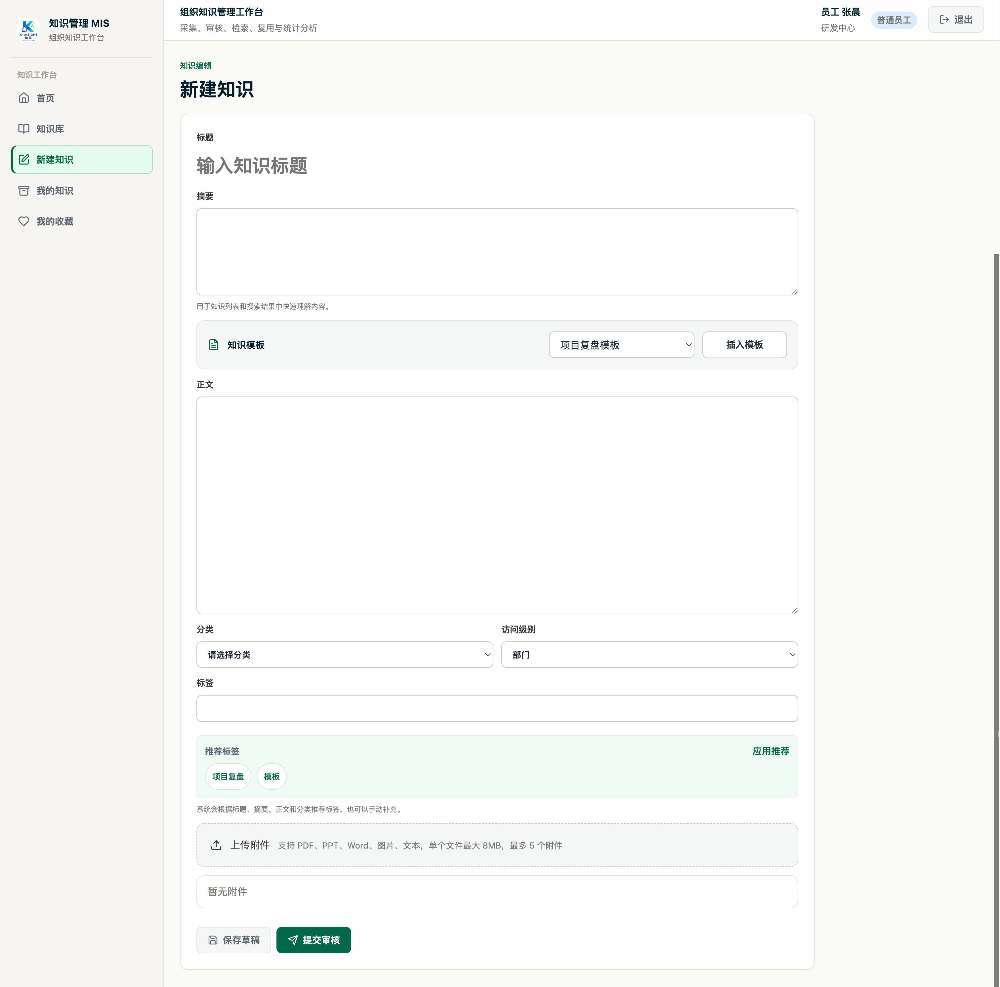 K-INSIGHT
知汇
知识管理 MIS
组织知识工作台
知识工作台
首页
知识库
新建知识
我的知识
我的收藏
组织知识管理工作台
采集、审核、检索、复用与统计分析
员工 张晨
研发中心
普通员工
退出
知识编辑
新建知识
标题
输入知识标题
摘要
用于知识列表和搜索结果中快速理解内容。
知识模板
项目复盘模板
插入模板
正文
分类
访问级别
请选择分类
部门
标签
推荐标签
应用推荐
项目复盘
模板
系统会根据标题、摘要、正文和分类推荐标签，也可以手动补充。
上传附件 支持 PDF、PPT、Word、图片、文本，单个文件最大 8MB，最多 5 个附件
暂无附件
保存草稿
提交审核